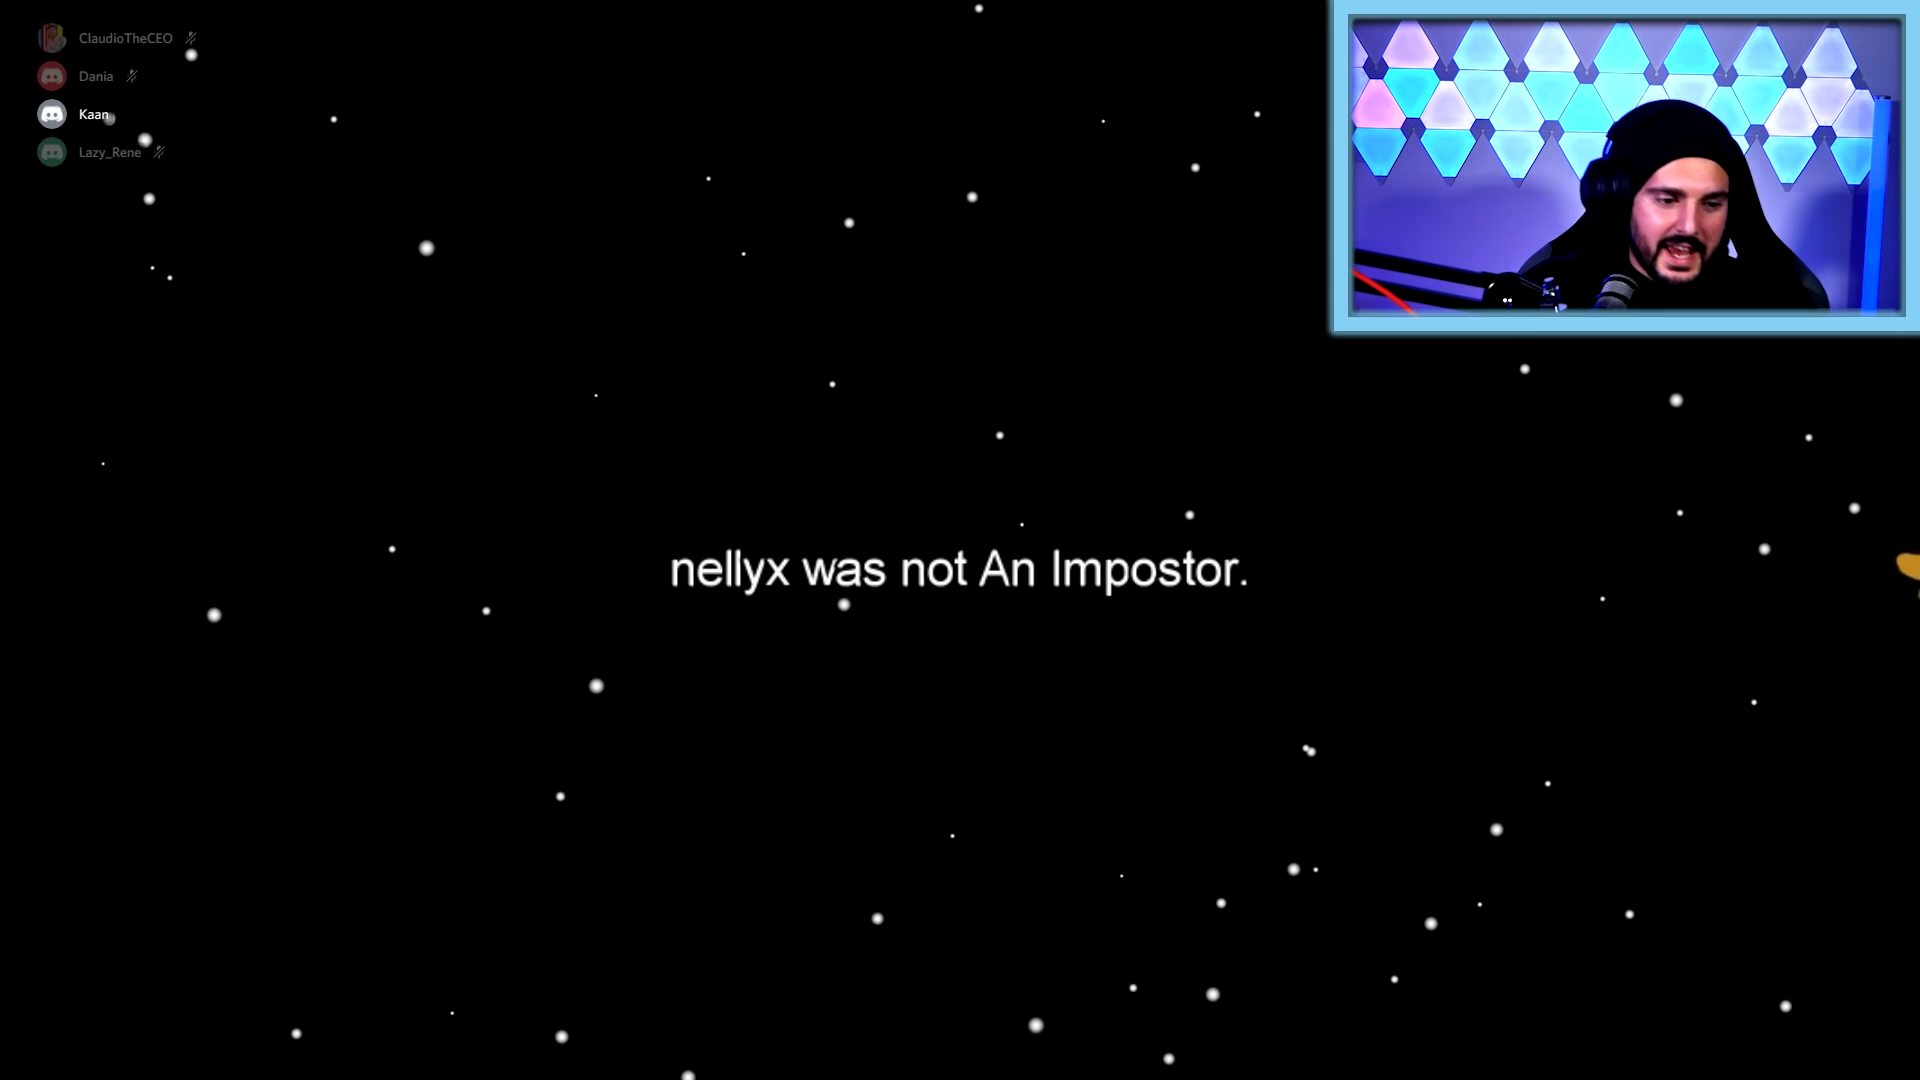 ClaudioTheCEO
Dania
Kaan
Lazy_Rene
nellyx was not An Impostor.